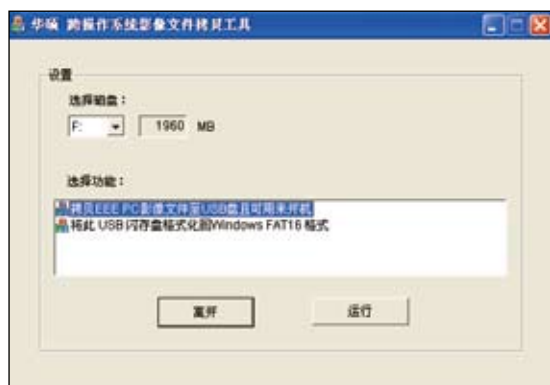 华硕 跨操作系统影像文件拷贝工具
设置
选择磁盘：
F: 1960 MB
选择功能：
拷贝EEE PC影像文件至USB盘且可用来开机
将此 USB 闪存盘格式化回Windows FAT16 格式
离开 运行